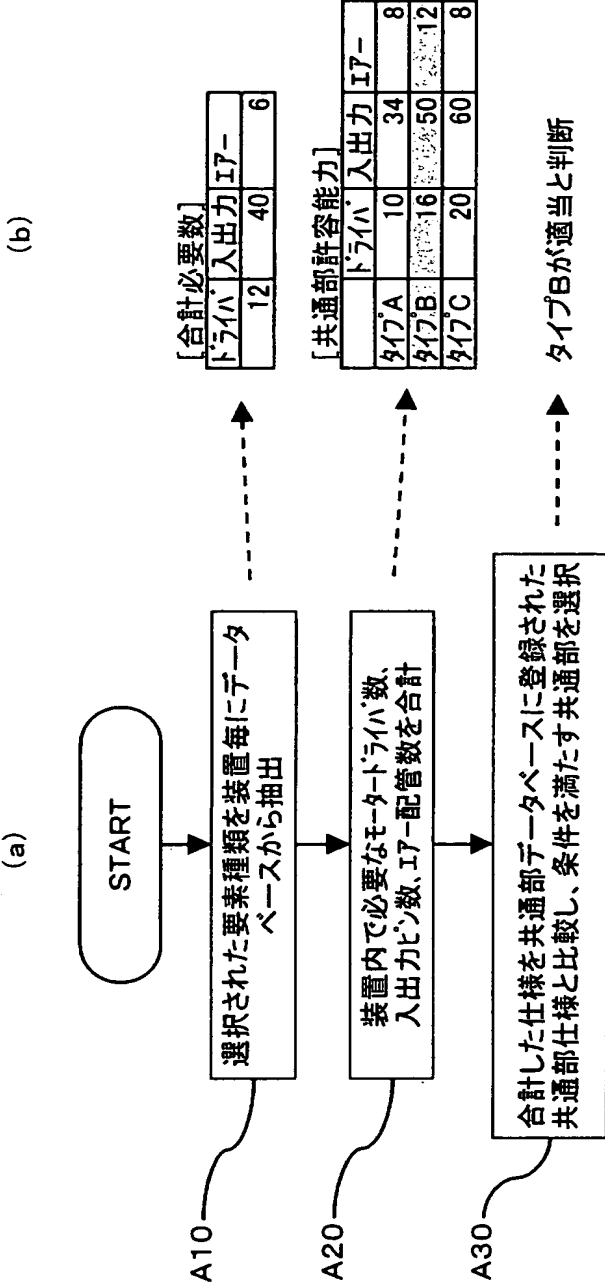 (a)
START
A10
選択された要素種類を装置毎にデータ
ベースから抽出
A20
装置内で必要なモータードライバ数、
入出力ピン数、エアー配管数を合計
A30
合計した仕様を共通部データベースに登録された
共通部仕様と比較し、条件を満たす共通部を選択
(b)
[合計必要数]
ドライバ 入出力 エアー
12 40 6
[共通部許容能力]
ドライバ 入出力 エアー
タイプA 10 34 8
タイプB 16 50 12
タイプC 20 60 8
タイプBが適当と判断